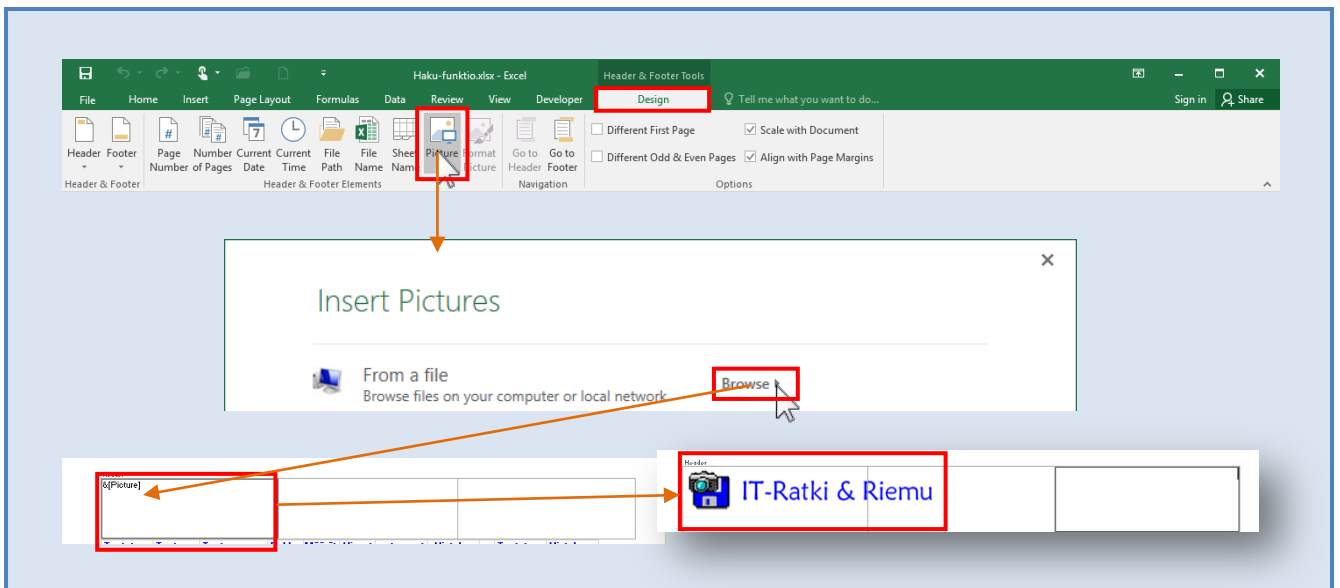 Haku-funktio.xlsx - Excel
Header & Footer Tools
File Home Insert Page Layout Formulas Data Review View Developer Design Tell me what you want to do... Sign in Share
Header Footer
Page Number
Number of Pages
Current Date
Current Time
File Path
File Name
Sheet Name
Picture
Format Picture
Go to Header
Go to Footer
Different First Page
Different Odd & Even Pages
Scale with Document
Align with Page Margins
Header & Footer
Header & Footer Elements
Navigation
Options
Insert Pictures
From a file
Browse files on your computer or local network
Browse
&[Picture]
Header
IT-Ratki & Riemu